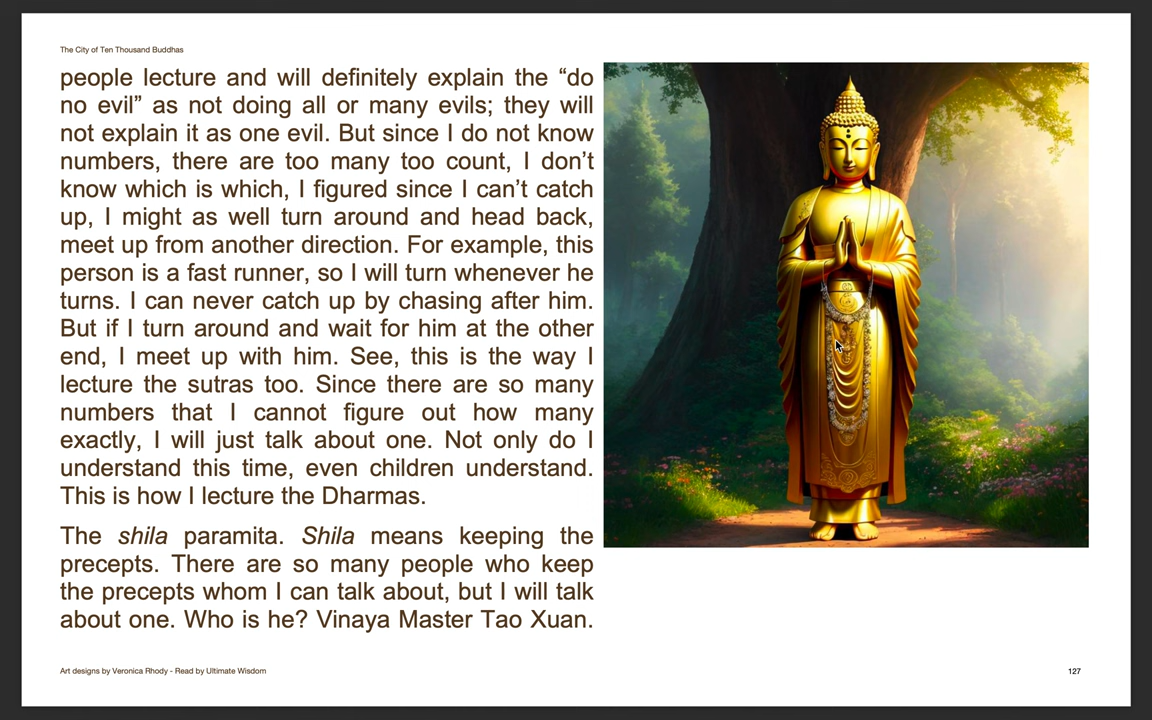 The City of Ten Thousand Buddhas
people lecture and will definitely explain the “do
no evil” as not doing all or many evils; they will
not explain it as one evil. But since I do not know
numbers, there are too many too count, I don’t
know which is which, I figured since I can’t catch
up, I might as well turn around and head back,
meet up from another direction. For example, this
person is a fast runner, so I will turn whenever he
turns. I can never catch up by chasing after him.
But if I turn around and wait for him at the other
end, I meet up with him. See, this is the way I
lecture the sutras too. Since there are so many
numbers that I cannot figure out how many
exactly, I will just talk about one. Not only do I
understand this time, even children understand.
This is how I lecture the Dharmas.
The shila paramita. Shila means keeping the
precepts. There are so many people who keep
the precepts whom I can talk about, but I will talk
about one. Who is he? Vinaya Master Tao Xuan.
Art designs by Veronica Rhody - Read by Ultimate Wisdom
127